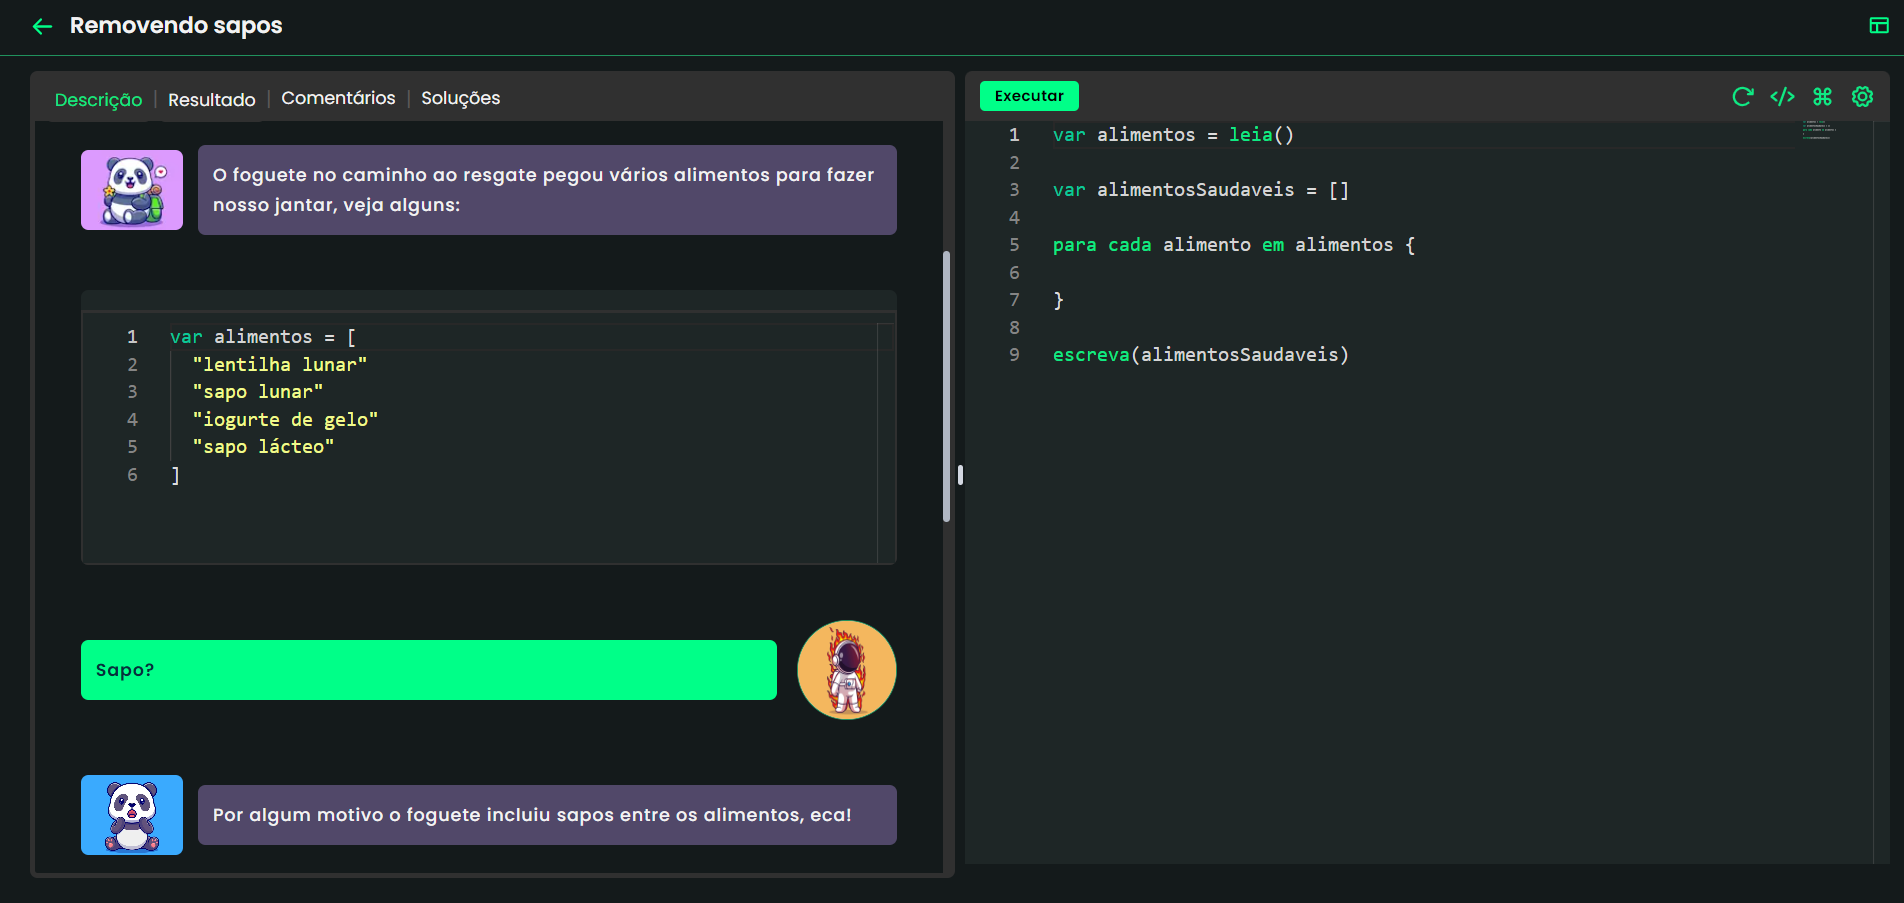 Removendo sapos
Descrição | Resultado | Comentários | Soluções
O foguete no caminho ao resgate pegou vários alimentos para fazer
nosso jantar, veja alguns:
1 var alimentos = [
2 "lentilha lunar"
3 "sapo lunar"
4 "iogurte de gelo"
5 "sapo lácteo"
6 ]
Sapo?
Por algum motivo o foguete incluiu sapos entre os alimentos, eca!
Executar
1 var alimentos = leia()
2
3 var alimentosSaudaveis = []
4
5 para cada alimento em alimentos {
6
7 }
8
9 escreva(alimentosSaudaveis)